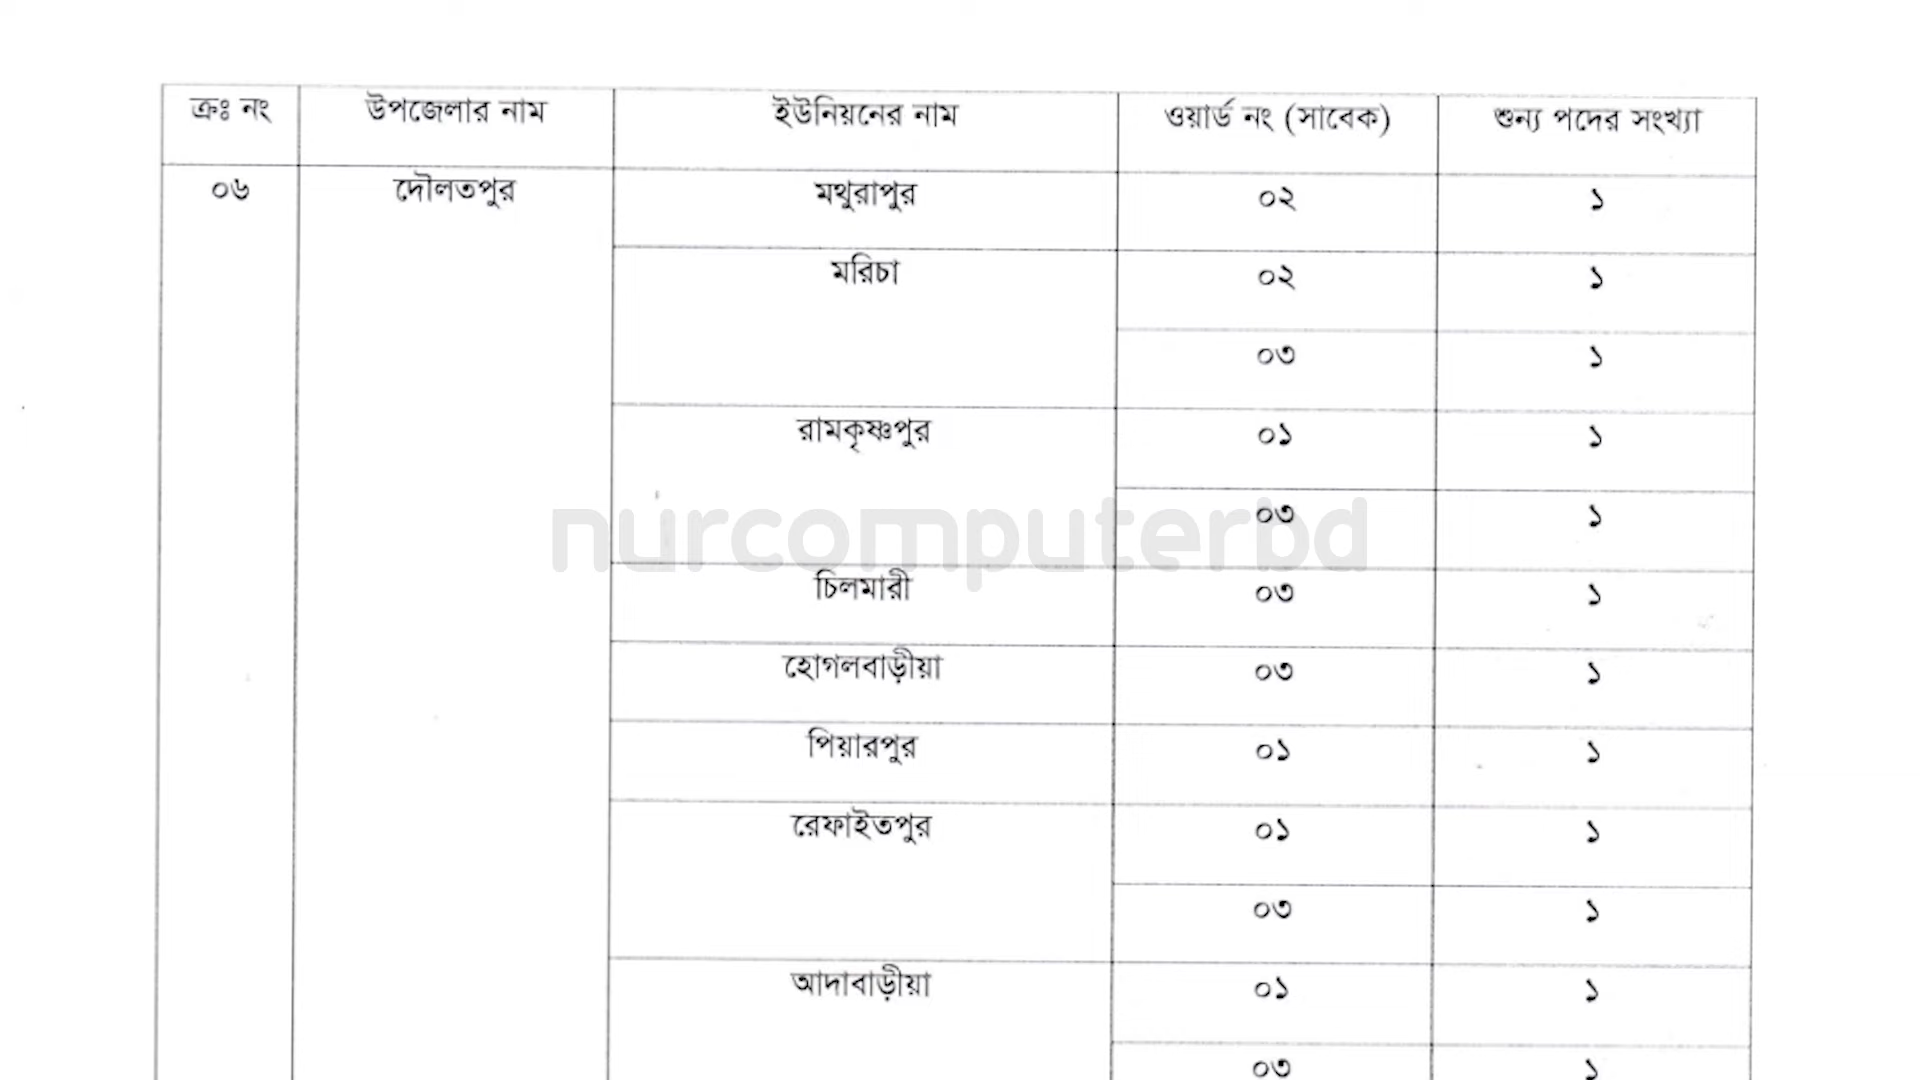 ক্রঃ নং উপজেলার নাম ইউনিয়নের নাম ওয়ার্ড নং (সাবেক) শুন্য পদের সংখ্যা
০৬ দৌলতপুর মথুরাপুর ০২ ১
মরিচা ০২ ১
০৩ ১
রামকৃষ্ণপুর ০১ ১
০৩ ১
nurcomputerbd
চিলমারী ০৩ ১
হোগলবাড়ীয়া ০৩ ১
পিয়ারপুর ০১ ১
রেফাইতপুর ০১ ১
০৩ ১
আদাবাড়ীয়া ০১ ১
০৩ ১